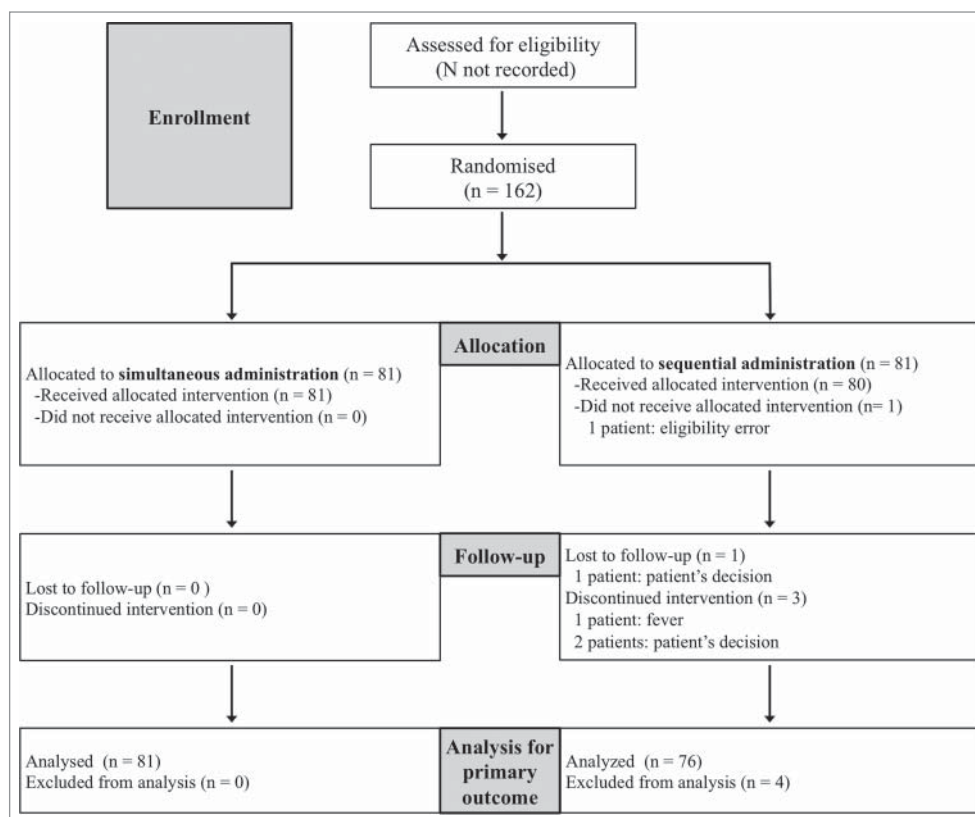 Enrollment
Assessed for eligibility
(N not recorded)
Randomised
(n = 162)
Allocation
Allocated to simultaneous administration (n = 81)
-Received allocated intervention (n = 81)
-Did not receive allocated intervention (n = 0)
Allocated to sequential administration (n = 81)
-Received allocated intervention (n = 80)
-Did not receive allocated intervention (n= 1)
1 patient: eligibility error
Follow-up
Lost to follow-up (n = 0 )
Discontinued intervention (n = 0)
Lost to follow-up (n = 1)
1 patient: patient’s decision
Discontinued intervention (n = 3)
1 patient: fever
2 patients: patient’s decision
Analysis for
primary
outcome
Analysed (n = 81)
Excluded from analysis (n = 0)
Analyzed (n = 76)
Excluded from analysis (n = 4)